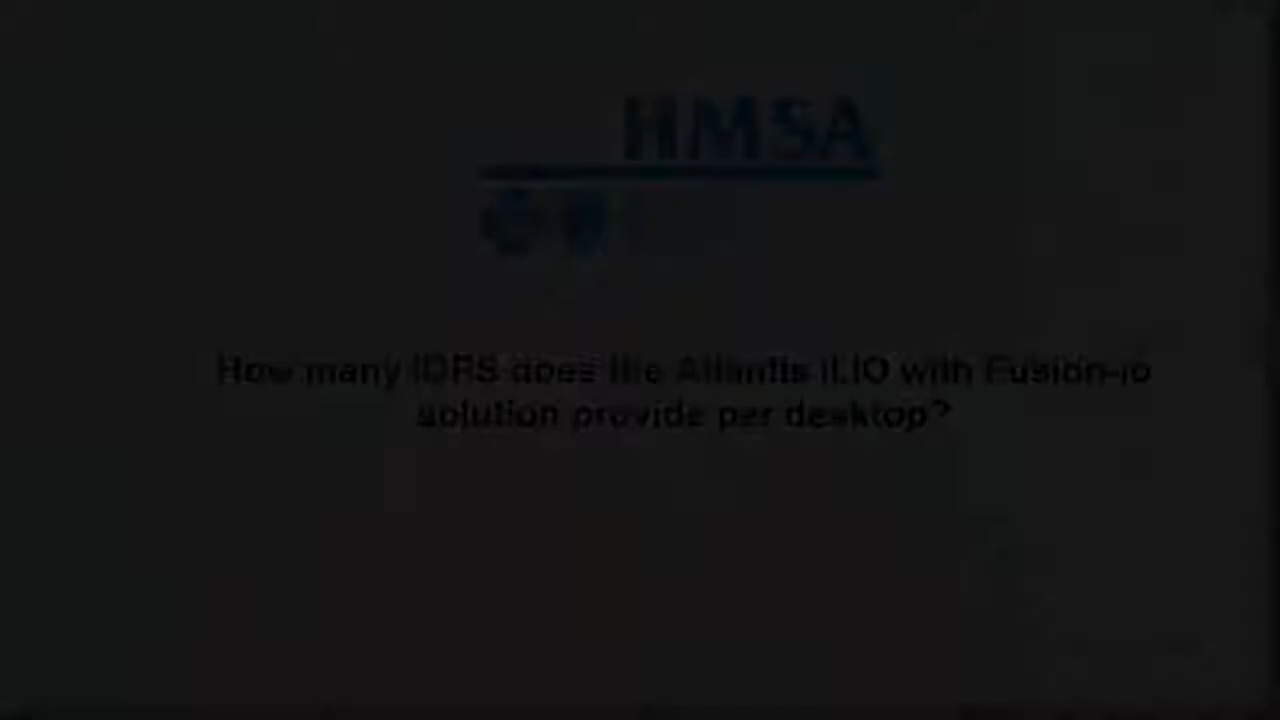 HMSA
How many IOPS does the Atlantis ILIO with Fusion-io
solution provide per desktop?